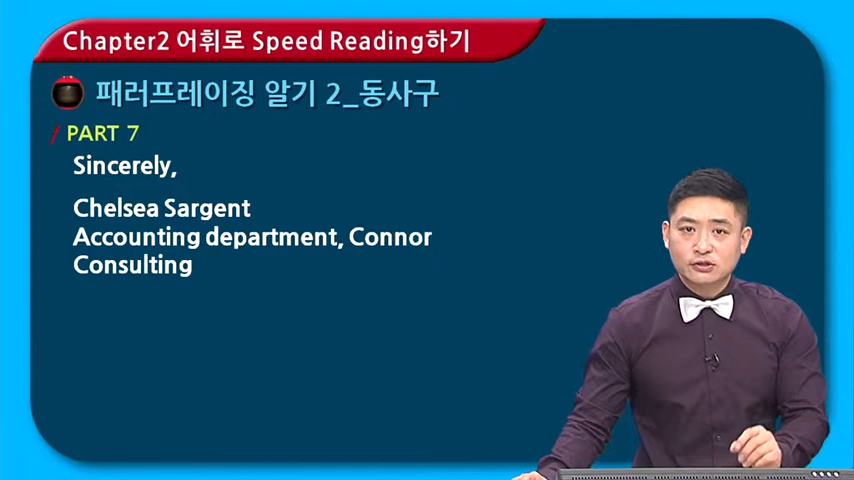 Chapter2 어휘로 Speed Reading하기
패러프레이징 알기 2_동사구
/ PART 7
Sincerely,
Chelsea Sargent
Accounting department, Connor
Consulting